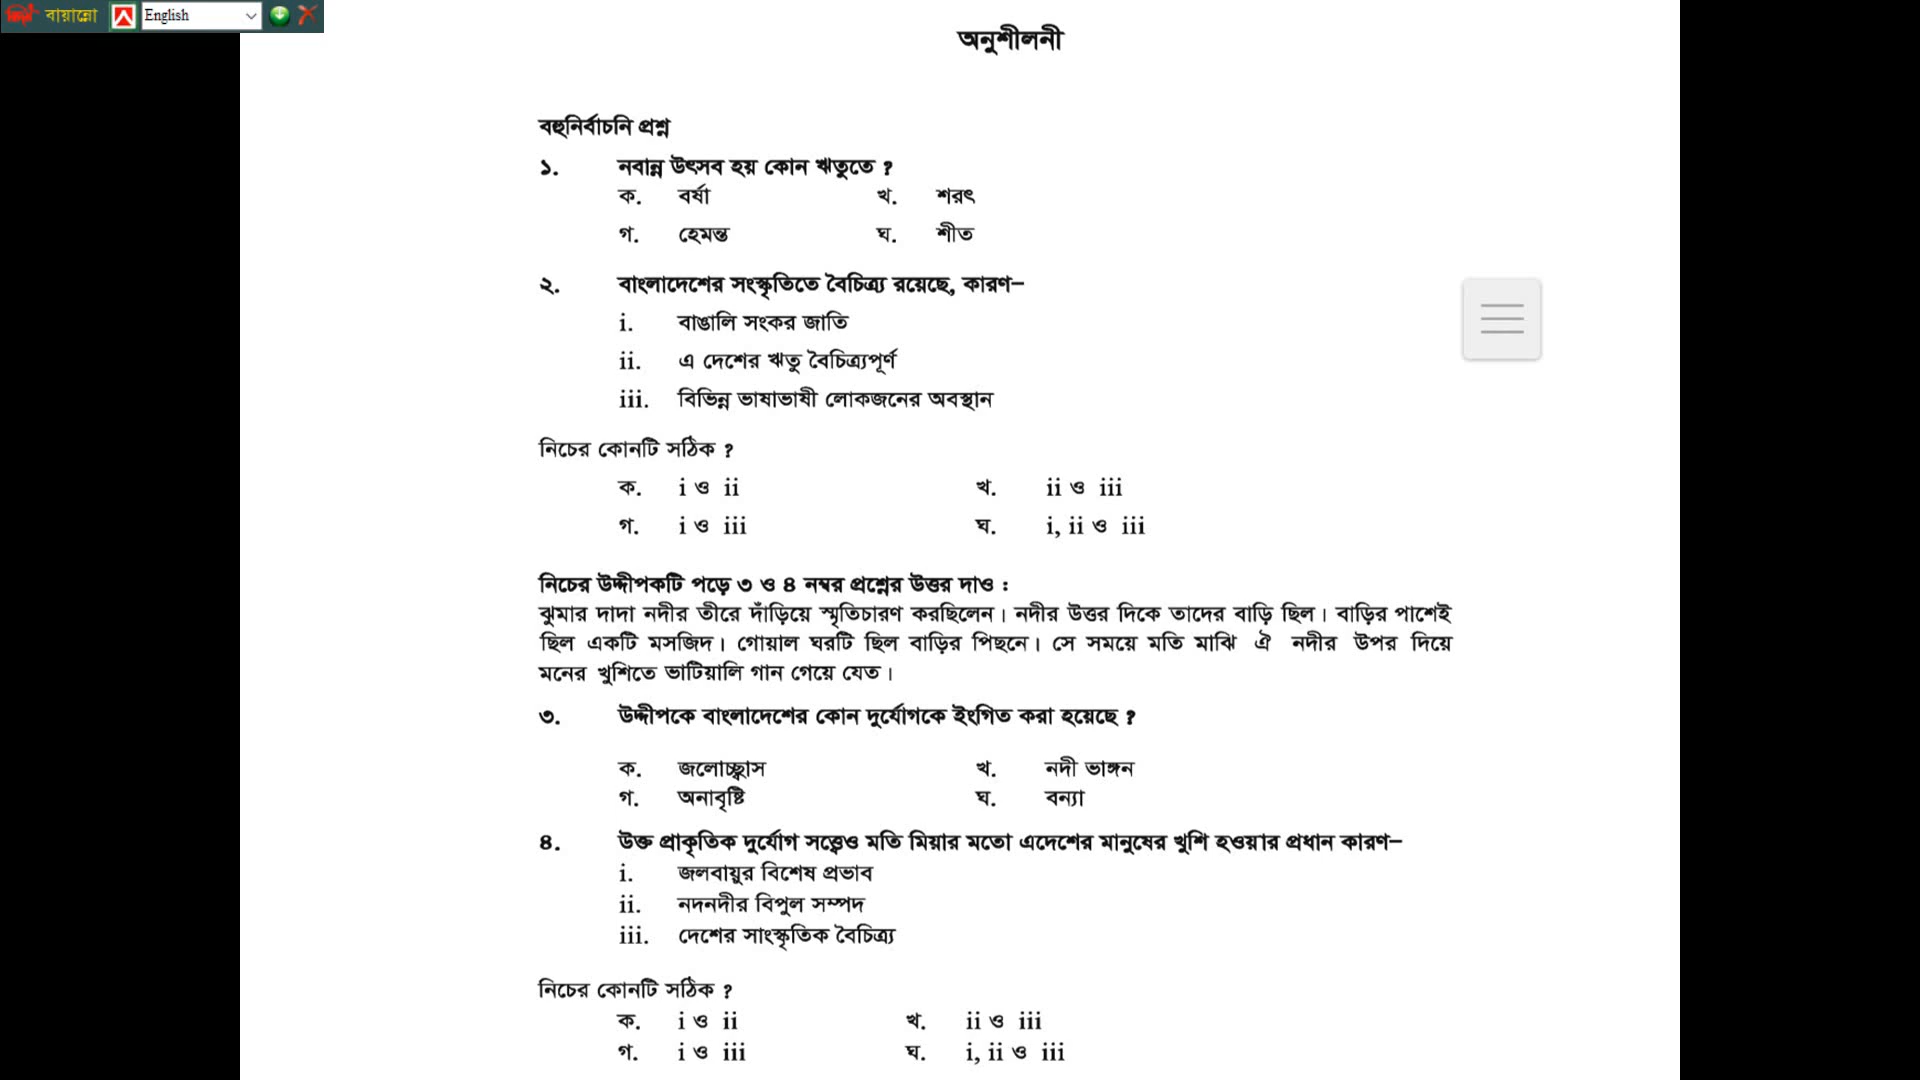 বায়ান্নো English
অনুশীলনী
বহুনির্বাচনি প্রশ্ন
১. নবান্ন উৎসব হয় কোন ঋতুতে ?
ক. বর্ষা খ. শরৎ
গ. হেমন্ত ঘ. শীত
২. বাংলাদেশের সংস্কৃতিতে বৈচিত্র্য রয়েছে, কারণ–
i. বাঙালি সংকর জাতি
ii. এ দেশের ঋতু বৈচিত্র্যপূর্ণ
iii. বিভিন্ন ভাষাভাষী লোকজনের অবস্থান
নিচের কোনটি সঠিক ?
ক. i ও ii খ. ii ও iii
গ. i ও iii ঘ. i, ii ও iii
নিচের উদ্দীপকটি পড়ে ৩ ও ৪ নম্বর প্রশ্নের উত্তর দাও :
ঝুমার দাদা নদীর তীরে দাঁড়িয়ে স্মৃতিচারণ করছিলেন। নদীর উত্তর দিকে তাদের বাড়ি ছিল। বাড়ির পাশেই
ছিল একটি মসজিদ। গোয়াল ঘরটি ছিল বাড়ির পিছনে। সে সময়ে মতি মাঝি ঐ নদীর উপর দিয়ে
মনের খুশিতে ভাটিয়ালি গান গেয়ে যেত।
৩. উদ্দীপকে বাংলাদেশের কোন দুর্যোগকে ইংগিত করা হয়েছে ?
ক. জলোচ্ছ্বাস খ. নদী ভাঙ্গন
গ. অনাবৃষ্টি ঘ. বন্যা
৪. উক্ত প্রাকৃতিক দুর্যোগ সত্ত্বেও মতি মিয়ার মতো এদেশের মানুষের খুশি হওয়ার প্রধান কারণ–
i. জলবায়ুর বিশেষ প্রভাব
ii. নদনদীর বিপুল সম্পদ
iii. দেশের সাংস্কৃতিক বৈচিত্র্য
নিচের কোনটি সঠিক ?
ক. i ও ii খ. ii ও iii
গ. i ও iii ঘ. i, ii ও iii